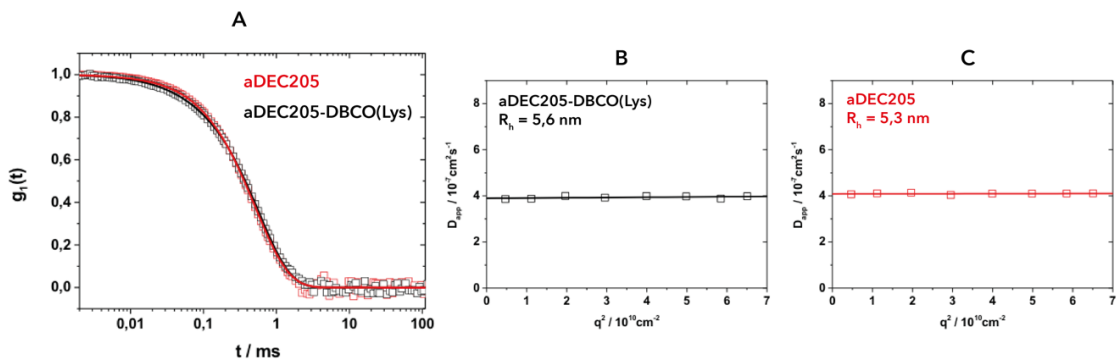 A
1,0
0,8
0,6
0,4
0,2
0,0
g₁(t)
aDEC205
aDEC205-DBCO(Lys)
0,01
0,1
1
10
100
t / ms
B
aDEC205-DBCO(Lys)
Rₕ = 5,6 nm
8
6
4
2
0
D_app / 10⁻⁷cm²s⁻¹
0 1 2 3 4 5 6 7
q² / 10¹⁰cm⁻²
C
aDEC205
Rₕ = 5,3 nm
8
6
4
2
0
D_app / 10⁻⁷cm²s⁻¹
0 1 2 3 4 5 6 7
q² / 10¹⁰cm⁻²